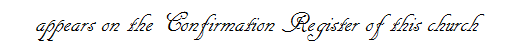 appears on the Confirmation Register of this church